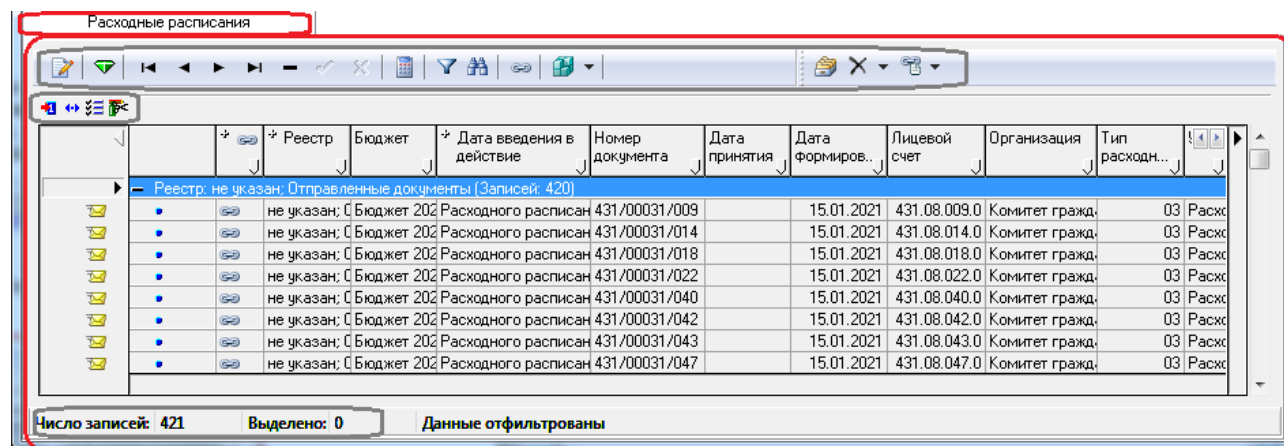 Расходные расписания
Реестр Бюджет Дата введения в действие Номер документа Дата принятия Дата формиров... Лицевой счет Организация Тип расходн...
Реестр: не указан; Отправленные документы (Записей: 420)
не указан; Бюджет 202 Расходного расписан 431/00031/009 15.01.2021 431.08.009.0 Комитет гражд 03 Расхо
не указан; Бюджет 202 Расходного расписан 431/00031/014 15.01.2021 431.08.014.0 Комитет гражд 03 Расхо
не указан; Бюджет 202 Расходного расписан 431/00031/018 15.01.2021 431.08.018.0 Комитет гражд 03 Расхо
не указан; Бюджет 202 Расходного расписан 431/00031/022 15.01.2021 431.08.022.0 Комитет гражд 03 Расхо
не указан; Бюджет 202 Расходного расписан 431/00031/040 15.01.2021 431.08.040.0 Комитет гражд 03 Расхо
не указан; Бюджет 202 Расходного расписан 431/00031/042 15.01.2021 431.08.042.0 Комитет гражд 03 Расхо
не указан; Бюджет 202 Расходного расписан 431/00031/043 15.01.2021 431.08.043.0 Комитет гражд 03 Расхо
не указан; Бюджет 202 Расходного расписан 431/00031/047 15.01.2021 431.08.047.0 Комитет гражд 03 Расхо
Число записей: 421 Выделено: 0 Данные отфильтрованы